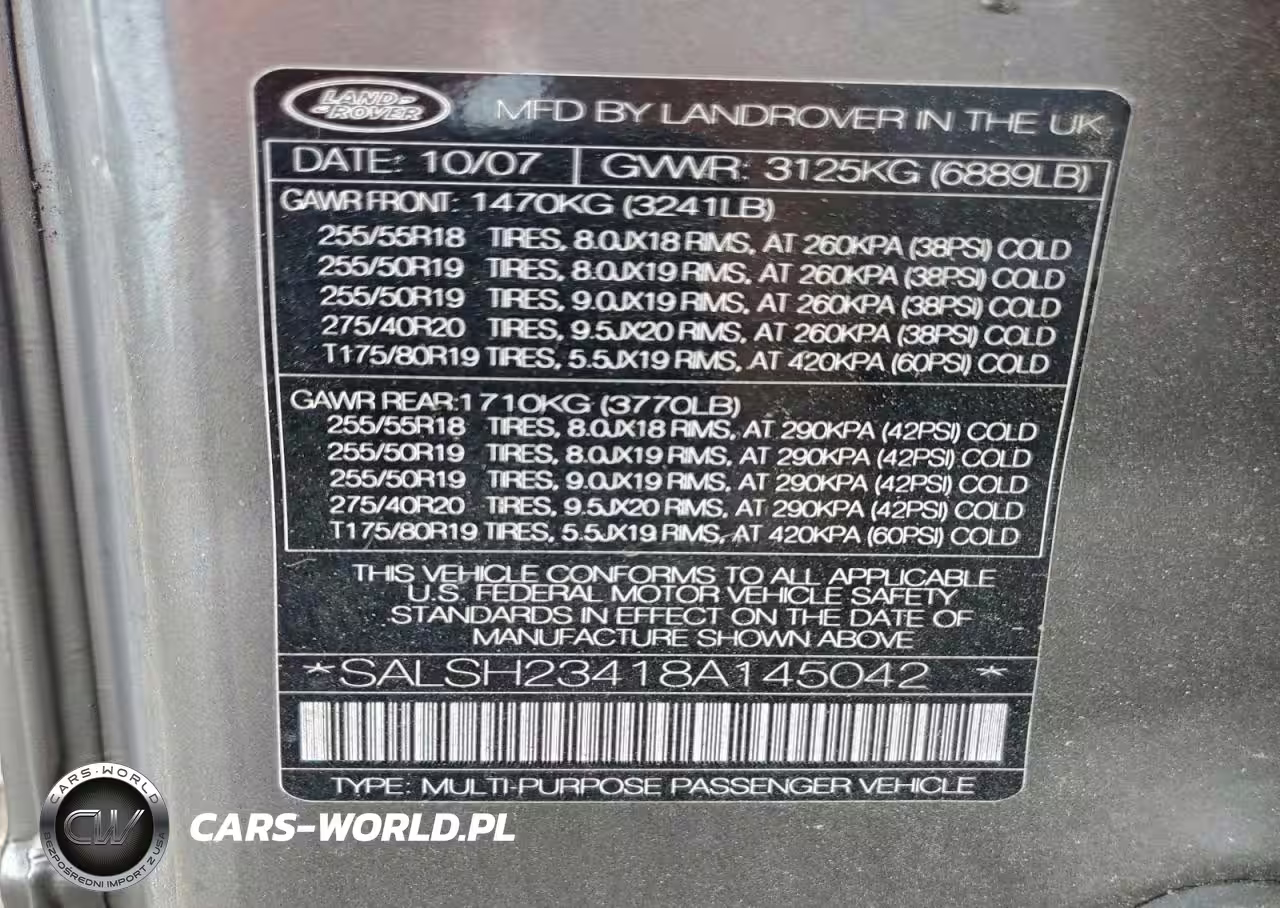 LAND-
-ROVER
MFD BY LANDROVER IN THE UK
DATE: 10/07 GVWR: 3125KG (6889LB)
GAWR FRONT: 1470KG (3241LB)
255/55R18 TIRES, 8.0JX18 RIMS, AT 260KPA (38PSI) COLD
255/50R19 TIRES, 8.0JX19 RIMS, AT 260KPA (38PSI) COLD
255/50R19 TIRES, 9.0JX19 RIMS, AT 260KPA (38PSI) COLD
275/40R20 TIRES, 9.5JX20 RIMS, AT 260KPA (38PSI) COLD
T175/80R19 TIRES, 5.5JX19 RIMS, AT 420KPA (60PSI) COLD
GAWR REAR:1710KG (3770LB)
255/55R18 TIRES, 8.0JX18 RIMS, AT 290KPA (42PSI) COLD
255/50R19 TIRES, 8.0JX19 RIMS, AT 290KPA (42PSI) COLD
255/50R19 TIRES, 9.0JX19 RIMS, AT 290KPA (42PSI) COLD
275/40R20 TIRES, 9.5JX20 RIMS, AT 290KPA (42PSI) COLD
T175/80R19 TIRES, 5.5JX19 RIMS, AT 420KPA (60PSI) COLD
THIS VEHICLE CONFORMS TO ALL APPLICABLE
U.S. FEDERAL MOTOR VEHICLE SAFETY
STANDARDS IN EFFECT ON THE DATE OF
MANUFACTURE SHOWN ABOVE
*SALSH23418A145042 *
TYPE: MULTI-PURPOSE PASSENGER VEHICLE
CARS-WORLD
CW
BEZPOŚREDNI IMPORT Z USA
CARS-WORLD.PL